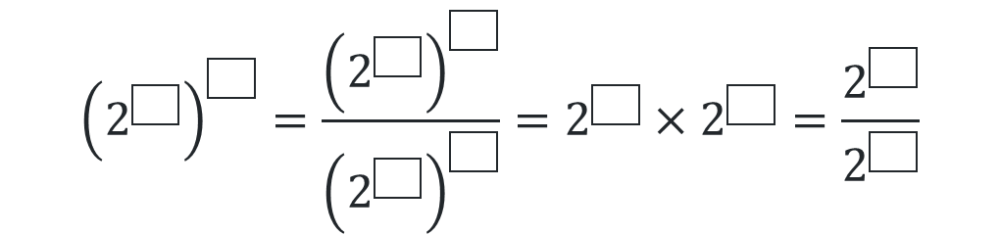 (2^□)^□ = (2^□)^□ / (2^□)^□ = 2^□ × 2^□ = 2^□ / 2^□